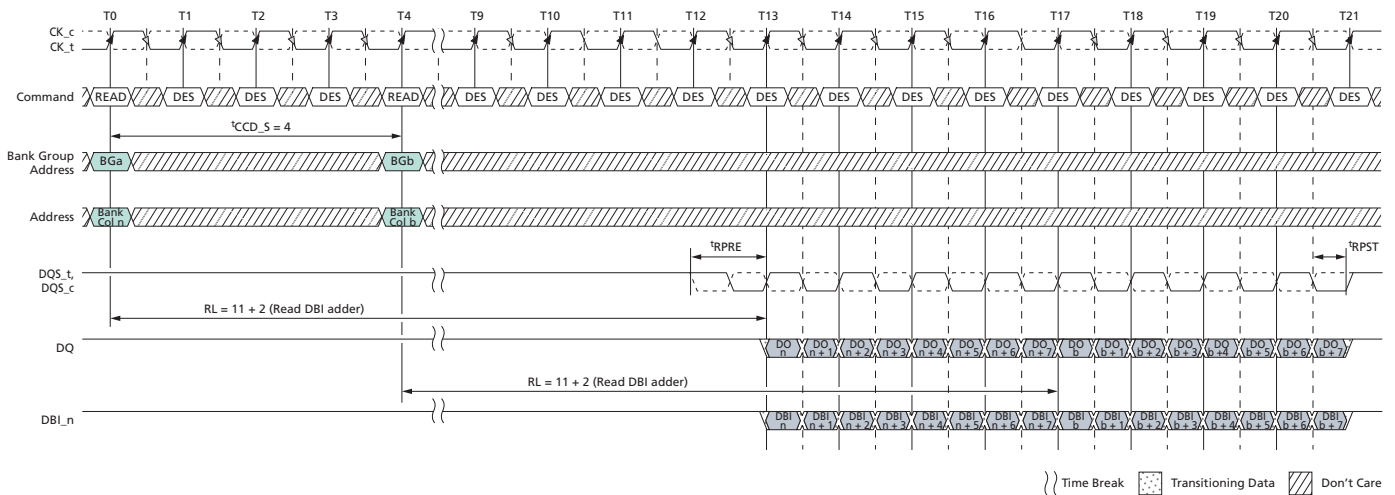 T0 T1 T2 T3 T4 T9 T10 T11 T12 T13 T14 T15 T16 T17 T18 T19 T20 T21
CK_c
CK_t
Command READ DES DES DES READ DES DES DES DES DES DES DES DES DES DES DES DES DES
tCCD_S = 4
Bank Group
Address
BGa BGb
Address
Bank
Col n
Bank
Col b
tRPRE tRPST
DQS_t,
DQS_c
RL = 11 + 2 (Read DBI adder)
DQ
DO DO DO DO DO DO DO DO DO DO DO DO DO DO DO DO
n n + 1 n + 2 n + 3 n + 4 n + 5 n + 6 n + 7 b b + 1 b + 2 b + 3 b + 4 b + 5 b + 6 b + 7
RL = 11 + 2 (Read DBI adder)
DBI_n
DBI DBI DBI DBI DBI DBI DBI DBI DBI DBI DBI DBI DBI DBI DBI DBI
n n + 1 n + 2 n + 3 n + 4 n + 5 n + 6 n + 7 b b + 1 b + 2 b + 3 b + 4 b + 5 b + 6 b + 7
Time Break Transitioning Data Don't Care